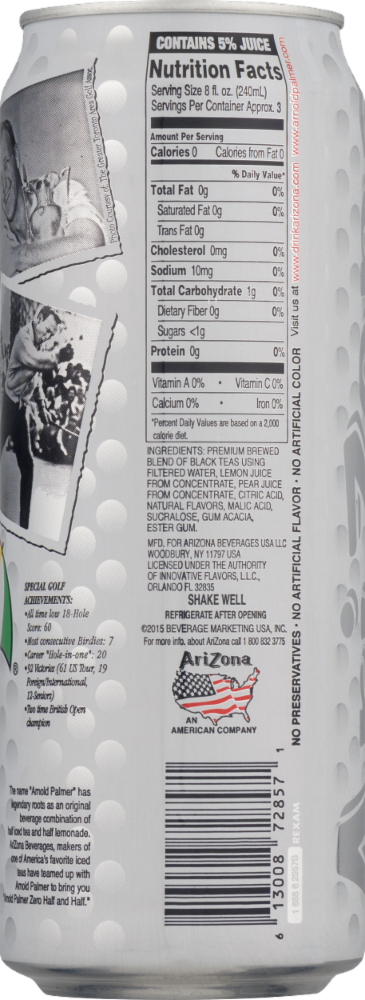 CONTAINS 5% JUICE
Nutrition Facts
Serving Size 8 fl. oz. (240mL)
Servings Per Container Approx. 3
Amount Per Serving
Calories 0 Calories from Fat 0
% Daily Value*
Total Fat 0g 0%
Saturated Fat 0g 0%
Trans Fat 0g
Cholesterol 0mg 0%
Sodium 10mg 0%
Total Carbohydrate 1g 0%
Dietary Fiber 0g 0%
Sugars <1g
Protein 0g 0%
Vitamin A 0% • Vitamin C 0%
Calcium 0% • Iron 0%
*Percent Daily Values are based on a 2,000
calorie diet.
INGREDIENTS: PREMIUM BREWED
BLEND OF BLACK TEAS USING
FILTERED WATER, LEMON JUICE
FROM CONCENTRATE, PEAR JUICE
FROM CONCENTRATE, CITRIC ACID,
NATURAL FLAVORS, MALIC ACID,
SUCRALOSE, GUM ACACIA,
ESTER GUM.
MFD. FOR ARIZONA BEVERAGES USA LLC
WOODBURY, NY 11797 USA
LICENSED UNDER THE AUTHORITY
OF INNOVATIVE FLAVORS, L.L.C.,
ORLANDO FL 32835
SHAKE WELL
REFRIGERATE AFTER OPENING
©2015 BEVERAGE MARKETING USA, INC.
For more info. about AriZona call 1 800 832 3775
AriZona
AN
AMERICAN COMPANY
6 13008 72857 1
REXAM
NO PRESERVATIVES • NO ARTIFICIAL FLAVOR • NO ARTIFICIAL COLOR
Visit us at www.drinkarizona.com www.arnoldpalmer.com
Photo Courtesy of The Greater
®
SPECIAL GOLF
ACHIEVEMENTS:
•All time low 18-Hole
Score: 60
•Most consecutive Birdies: 7
•Career "Hole-in-one": 20
•92 Victories (61 US Tour, 19
Foreign/International,
12-Seniors)
•Two time British Open
champion
The name "Arnold Palmer" has
legendary roots as an original
beverage combination of
half iced tea and half lemonade.
AriZona Beverages, makers of
one of America's favorite iced
teas have teamed up with
Arnold Palmer to bring you
"Arnold Palmer Zero Half and Half."